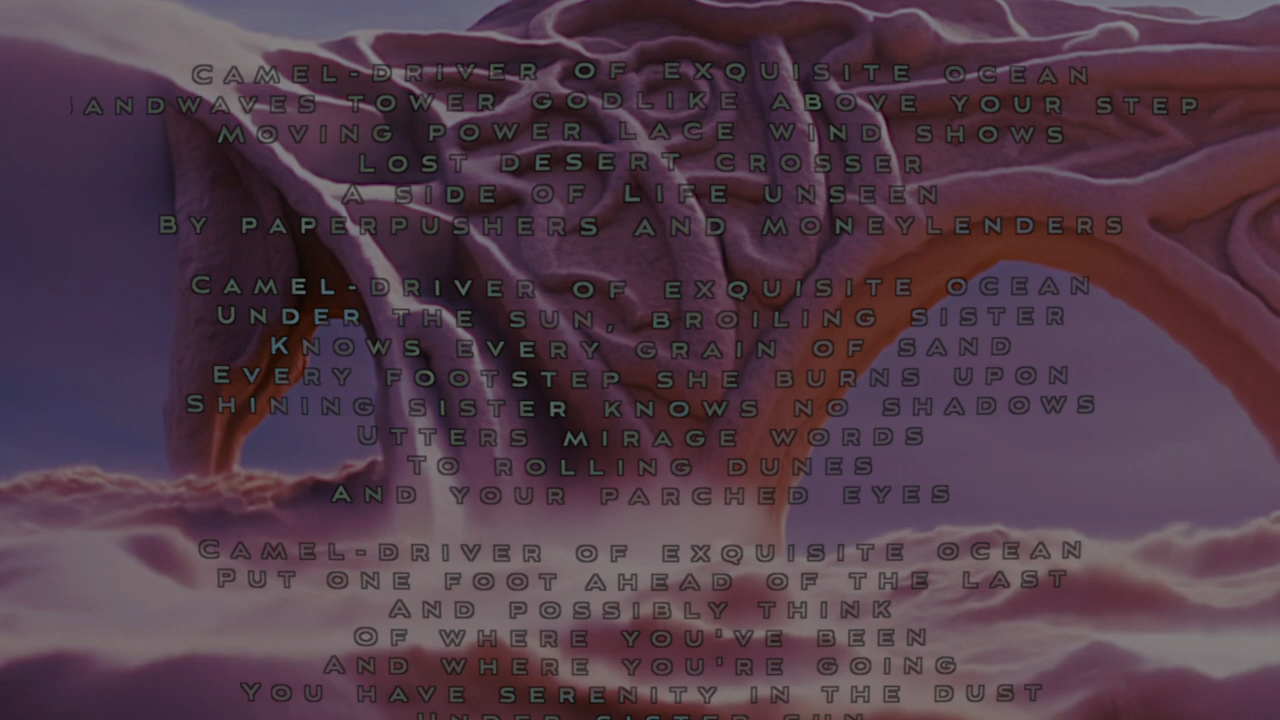 Camel-driver of exquisite ocean
andwaves tower godlike above your step
Moving power lace wind shows
Lost desert crosser
A side of life unseen
By paperpushers and moneylenders
Camel-driver of exquisite ocean
Under the sun, broiling sister
Knows every grain of sand
Every footstep she burns upon
Shining sister knows no shadows
Utters mirage words
To rolling dunes
And your parched eyes
Camel-driver of exquisite ocean
Put one foot ahead of the last
And possibly think
Of where you've been
And where you're going
You have serenity in the dust
Under sister sun